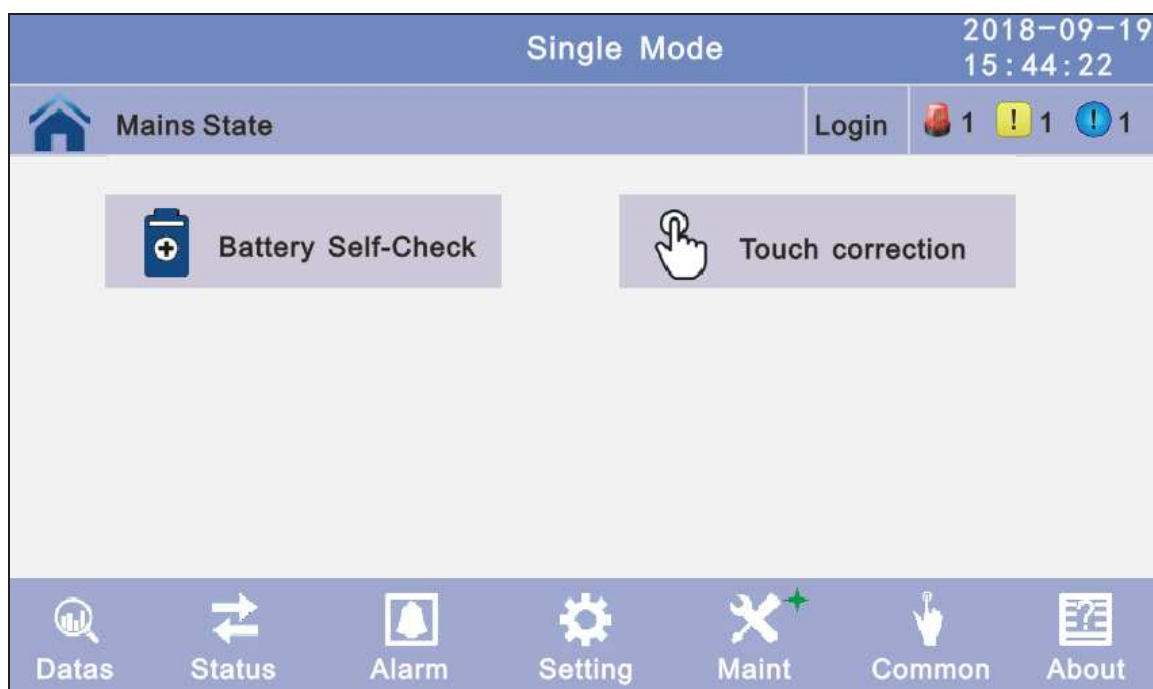 Single Mode
2018-09-19
15:44:22
Mains State
Login
1
! 1
! 1
Battery Self-Check
Touch correction
Datas
Status
Alarm
Setting
Maint
Common
?
About